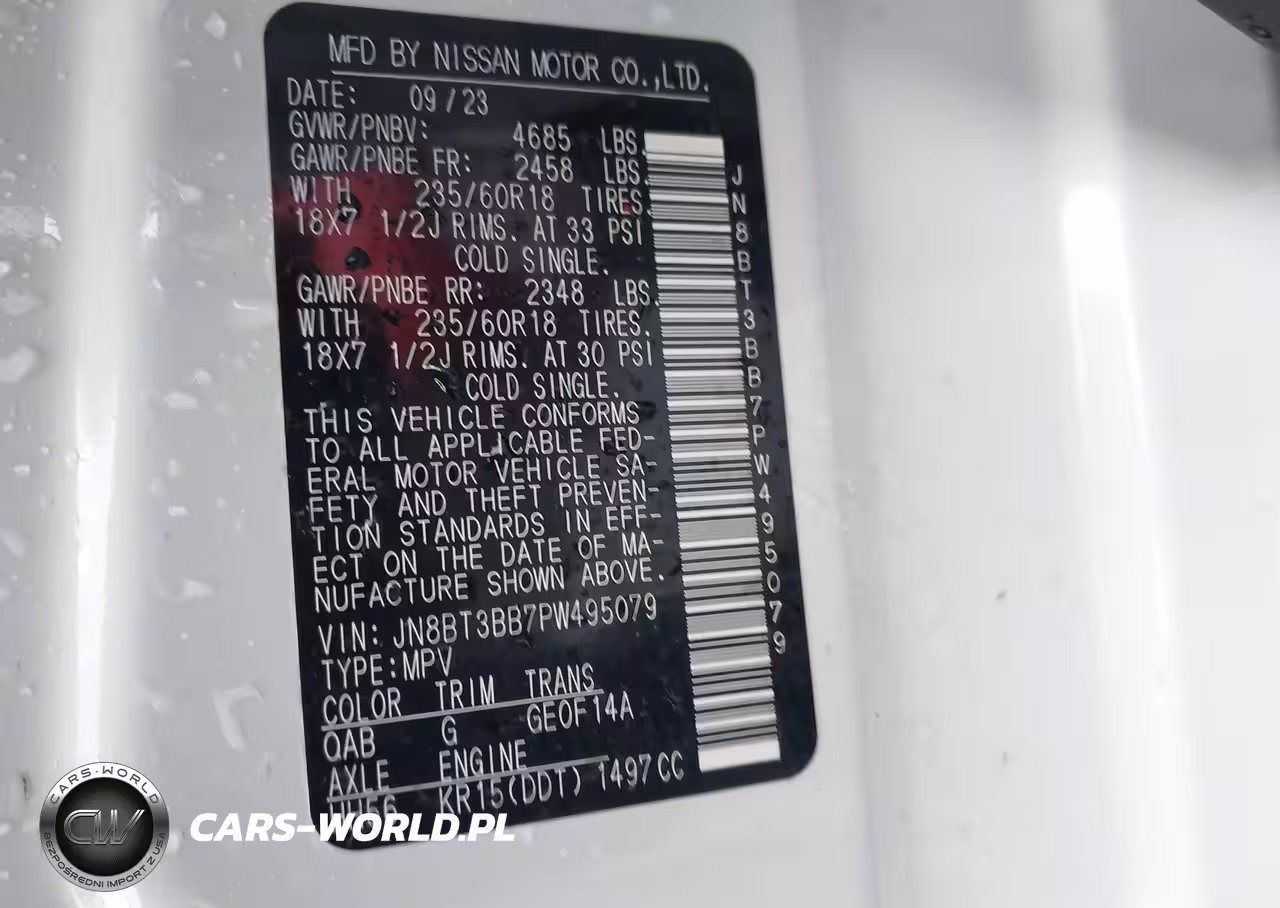 MFD BY NISSAN MOTOR CO.,LTD.
DATE: 09/23
GVWR/PNBV: 4685 LBS.
GAWR/PNBE FR: 2458 LBS.
WITH 235/60R18 TIRES.
18X7 1/2J RIMS. AT 33 PSI
COLD SINGLE.
GAWR/PNBE RR: 2348 LBS.
WITH 235/60R18 TIRES.
18X7 1/2J RIMS. AT 30 PSI
COLD SINGLE.
THIS VEHICLE CONFORMS
TO ALL APPLICABLE FED-
ERAL MOTOR VEHICLE SA-
FETY AND THEFT PREVEN-
TION STANDARDS IN EFF-
ECT ON THE DATE OF MA-
NUFACTURE SHOWN ABOVE.
VIN: JN8BT3BB7PW495079
TYPE:MPV
COLOR TRIM TRANS
QAB G GEOF14A
AXLE ENGINE
KR15(DDT) 1497CC
JN8BT3BB7PW495079
CARS-WORLD
CW
BEZPOŚREDNI IMPORT Z USA
CARS-WORLD.PL